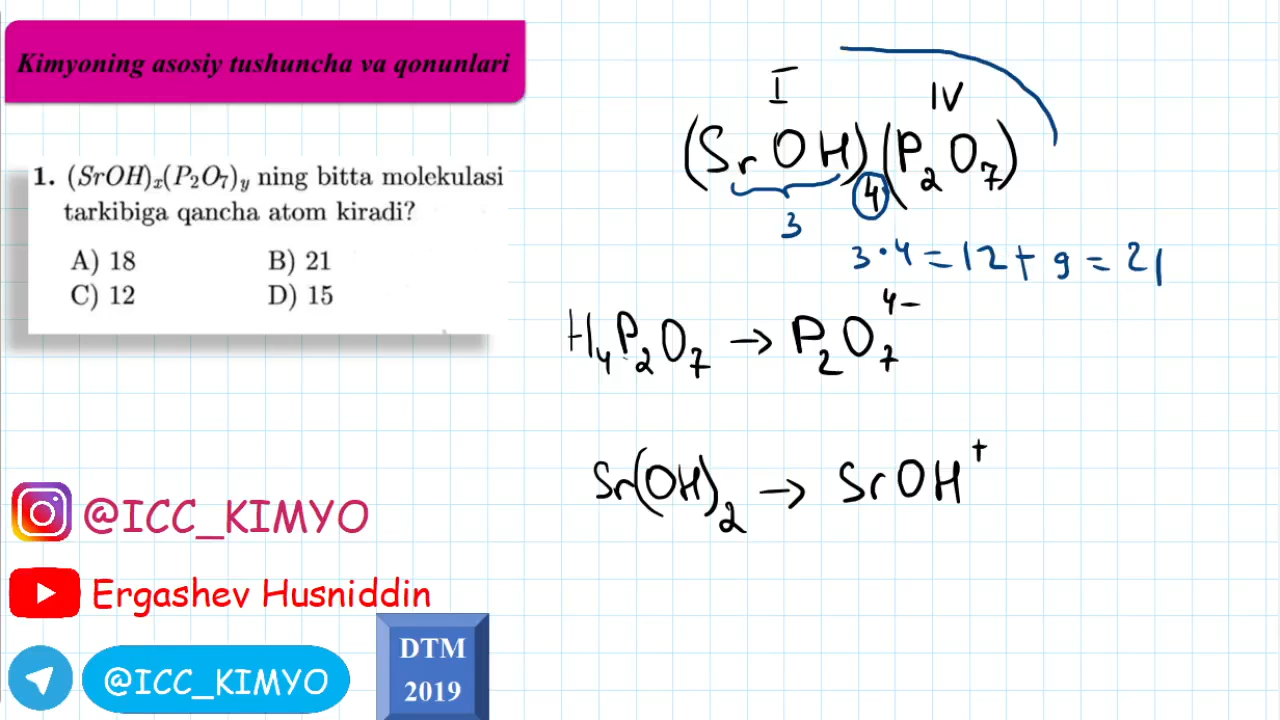 Kimyoning asosiy tushuncha va qonunlari
1. (SrOH)ₓ(P₂O₇)ᵧ ning bitta molekulasi
tarkibiga qancha atom kiradi?
A) 18 B) 21
C) 12 D) 15
I IV
(SrOH)₄(P₂O₇)
3
3·4=12+9=21
H₄P₂O₇ → P₂O₇⁴⁻
Sr(OH)₂ → SrOH⁺
@ICC_KIMYO
Ergashev Husniddin
@ICC_KIMYO
DTM
2019